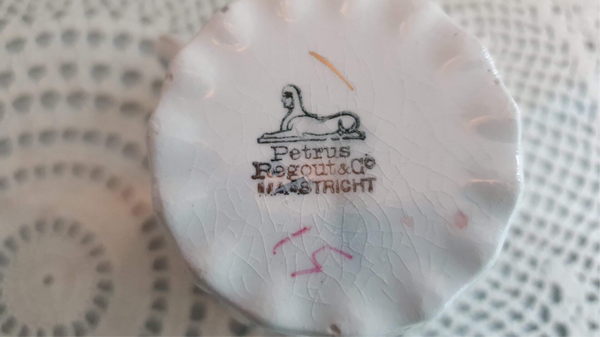 Petrus
Regout & Co
MAASTRICHT